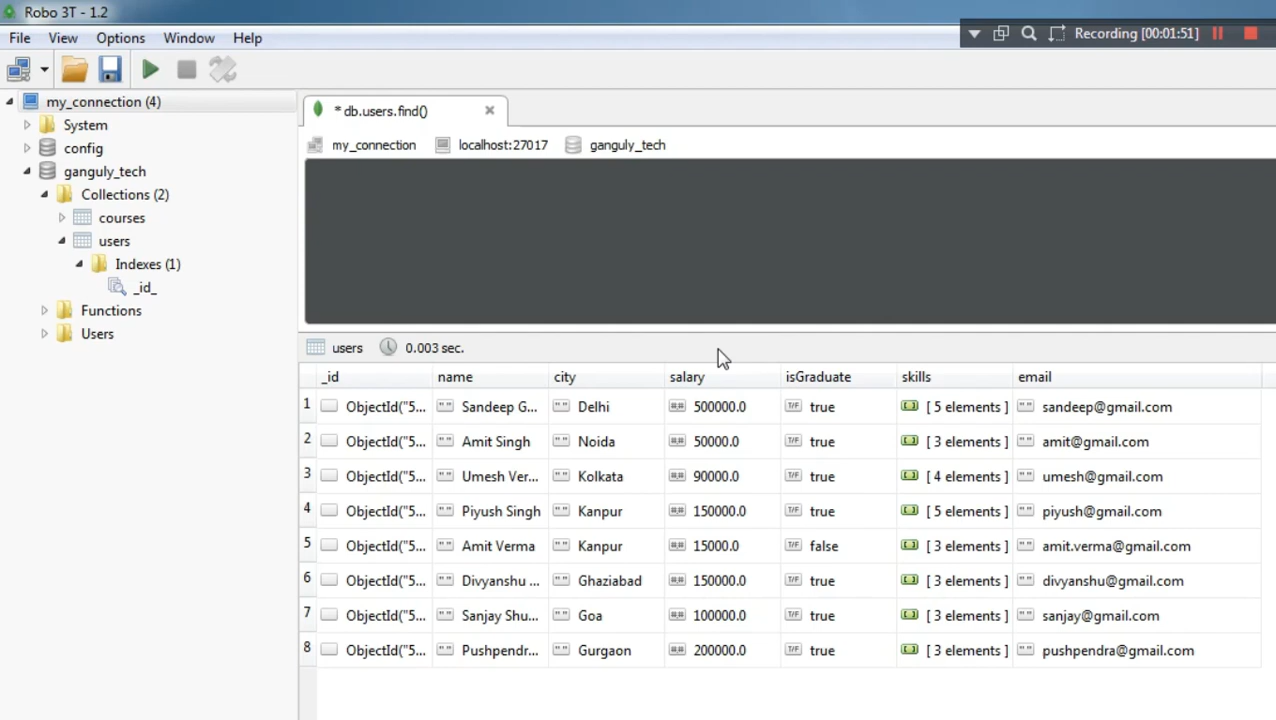 Robo 3T - 1.2
File View Options Window Help
Recording [00:01:51]
my_connection (4)
System
config
ganguly_tech
Collections (2)
courses
users
Indexes (1)
_id_
Functions
Users
* db.users.find()
my_connection localhost:27017 ganguly_tech
users 0.003 sec.
_id name city salary isGraduate skills email
1 ObjectId("5... "" Sandeep G... "" Delhi #.# 500000.0 T/F true [ 5 elements ] "" sandeep@gmail.com
2 ObjectId("5... "" Amit Singh "" Noida #.# 50000.0 T/F true [ 3 elements ] "" amit@gmail.com
3 ObjectId("5... "" Umesh Ver... "" Kolkata #.# 90000.0 T/F true [ 4 elements ] "" umesh@gmail.com
4 ObjectId("5... "" Piyush Singh "" Kanpur #.# 150000.0 T/F true [ 5 elements ] "" piyush@gmail.com
5 ObjectId("5... "" Amit Verma "" Kanpur #.# 15000.0 T/F false [ 3 elements ] "" amit.verma@gmail.com
6 ObjectId("5... "" Divyanshu ... "" Ghaziabad #.# 150000.0 T/F true [ 3 elements ] "" divyanshu@gmail.com
7 ObjectId("5... "" Sanjay Shu... "" Goa #.# 100000.0 T/F true [ 3 elements ] "" sanjay@gmail.com
8 ObjectId("5... "" Pushpendr... "" Gurgaon #.# 200000.0 T/F true [ 3 elements ] "" pushpendra@gmail.com